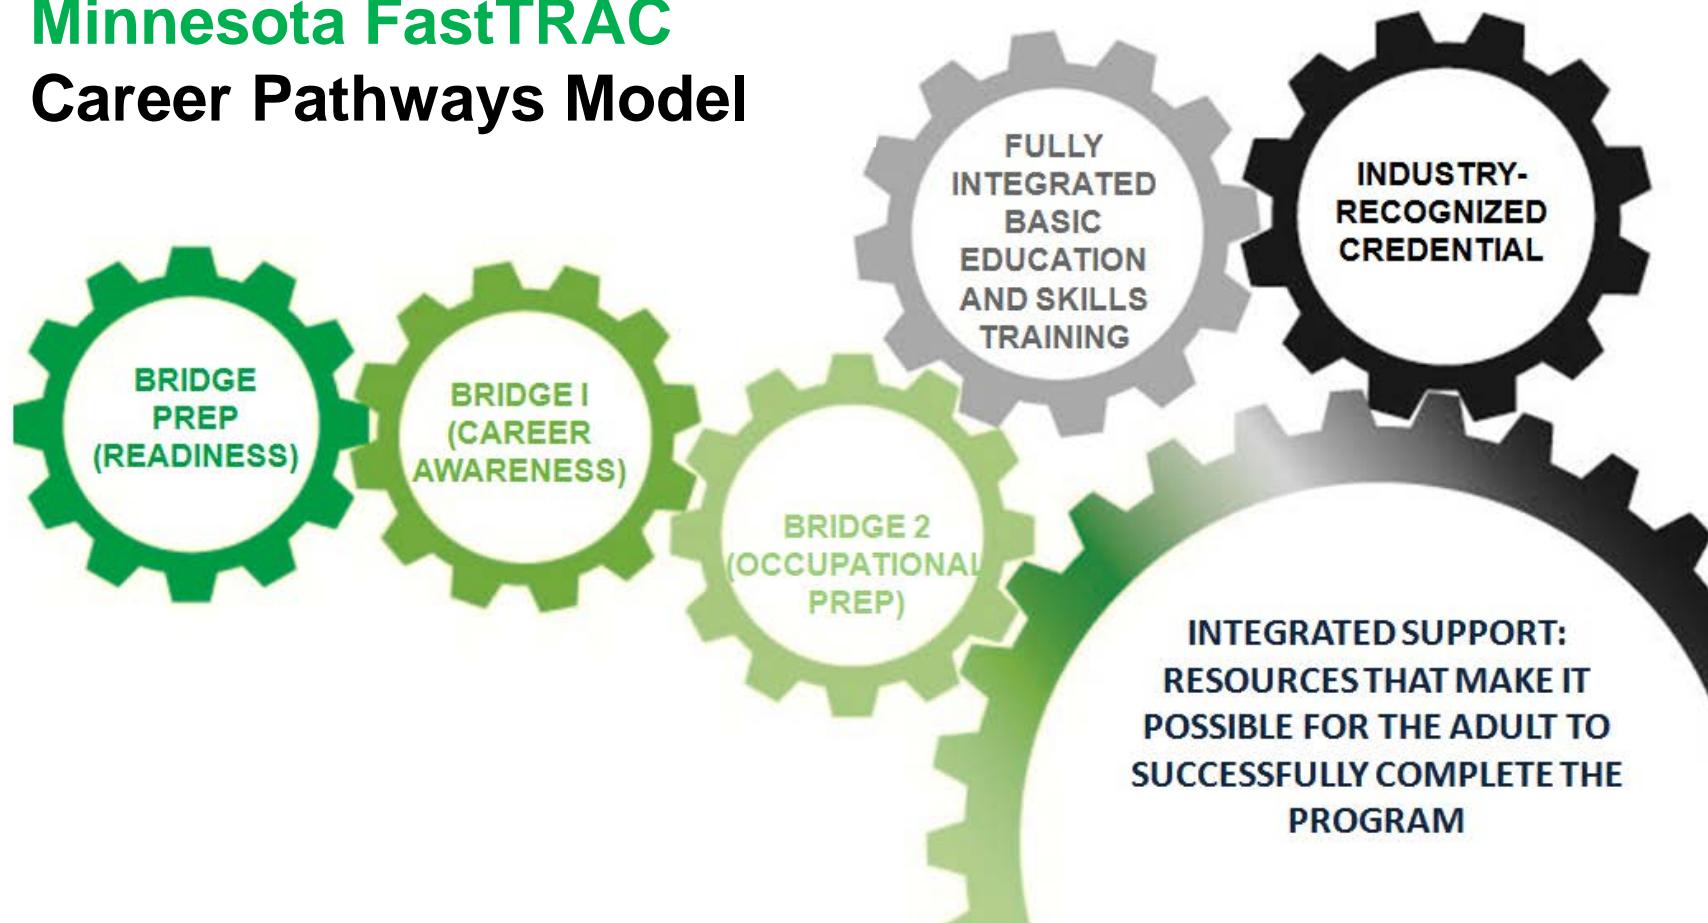 Minnesota FastTRAC
Career Pathways Model
BRIDGE
PREP
(READINESS)
BRIDGE I
(CAREER
AWARENESS)
BRIDGE 2
(OCCUPATIONAL
PREP)
FULLY
INTEGRATED
BASIC
EDUCATION
AND SKILLS
TRAINING
INDUSTRY-
RECOGNIZED
CREDENTIAL
INTEGRATED SUPPORT:
RESOURCES THAT MAKE IT
POSSIBLE FOR THE ADULT TO
SUCCESSFULLY COMPLETE THE
PROGRAM